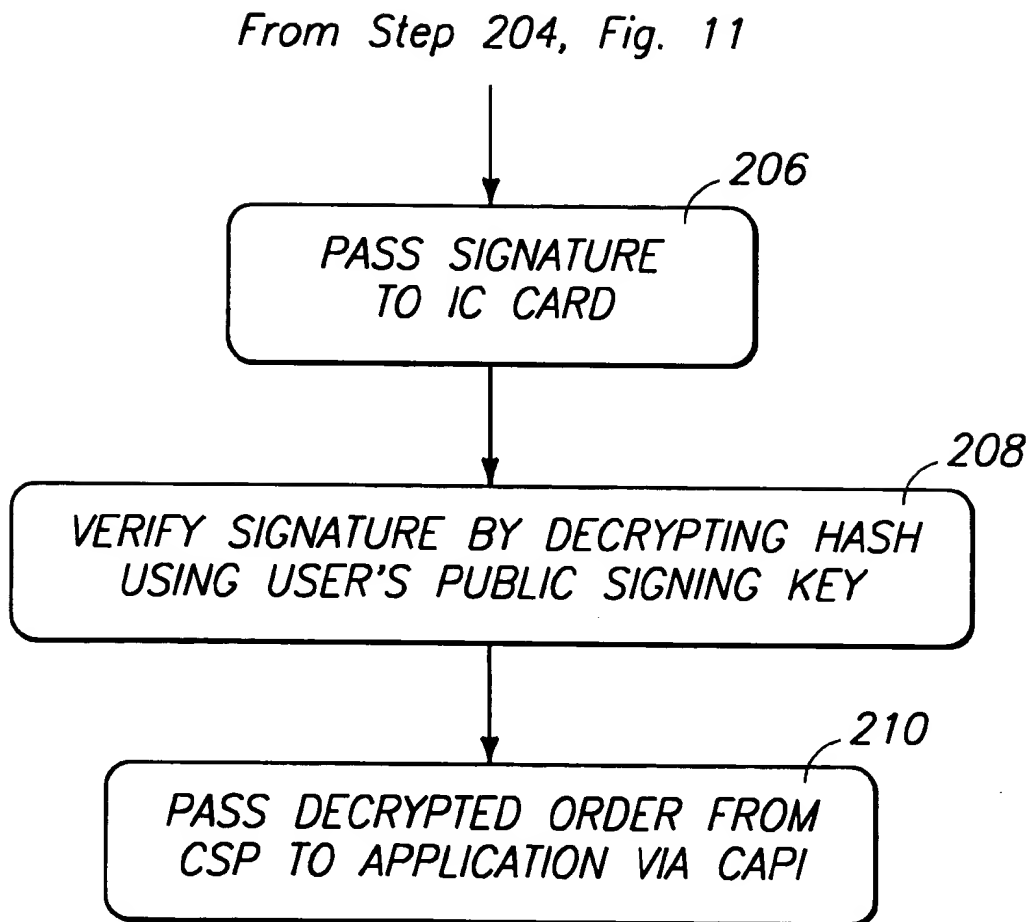 From Step 204, Fig. 11
206
PASS SIGNATURE
TO IC CARD
208
VERIFY SIGNATURE BY DECRYPTING HASH
USING USER'S PUBLIC SIGNING KEY
210
PASS DECRYPTED ORDER FROM
CSP TO APPLICATION VIA CAPI